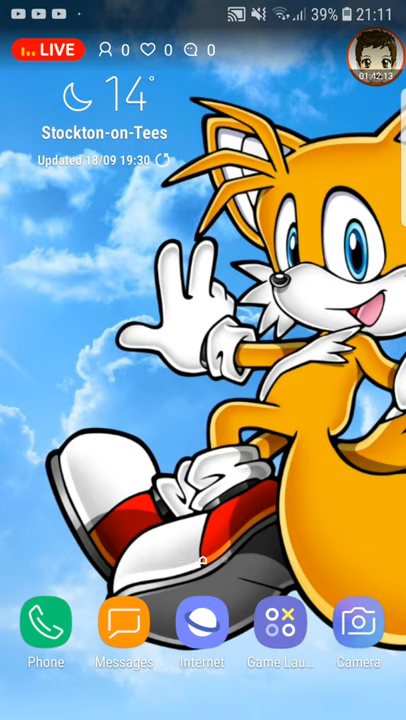 39% 21:11
LIVE 0 0 0
01:42:13
14°
Stockton-on-Tees
Updated 18/09 19:30
Phone Messages Internet Game Lau... Camera